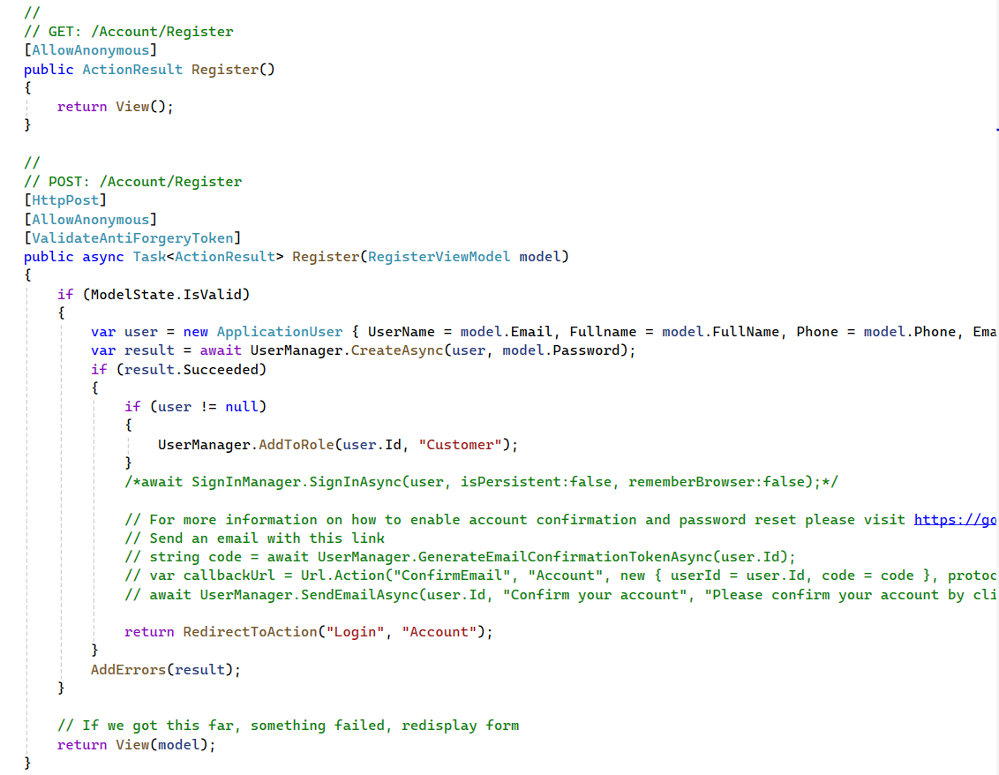 //
// GET: /Account/Register
[AllowAnonymous]
public ActionResult Register()
{
    return View();
}

//
// POST: /Account/Register
[HttpPost]
[AllowAnonymous]
[ValidateAntiForgeryToken]
public async Task<ActionResult> Register(RegisterViewModel model)
{
    if (ModelState.IsValid)
    {
        var user = new ApplicationUser { UserName = model.Email, Fullname = model.FullName, Phone = model.Phone, Ema
        var result = await UserManager.CreateAsync(user, model.Password);
        if (result.Succeeded)
        {
            if (user != null)
            {
                UserManager.AddToRole(user.Id, "Customer");
            }
            /*await SignInManager.SignInAsync(user, isPersistent:false, rememberBrowser:false);*/

            // For more information on how to enable account confirmation and password reset please visit https://go
            // Send an email with this link
            // string code = await UserManager.GenerateEmailConfirmationTokenAsync(user.Id);
            // var callbackUrl = Url.Action("ConfirmEmail", "Account", new { userId = user.Id, code = code }, protoc
            // await UserManager.SendEmailAsync(user.Id, "Confirm your account", "Please confirm your account by cli

            return RedirectToAction("Login", "Account");
        }
        AddErrors(result);
    }

    // If we got this far, something failed, redisplay form
    return View(model);
}